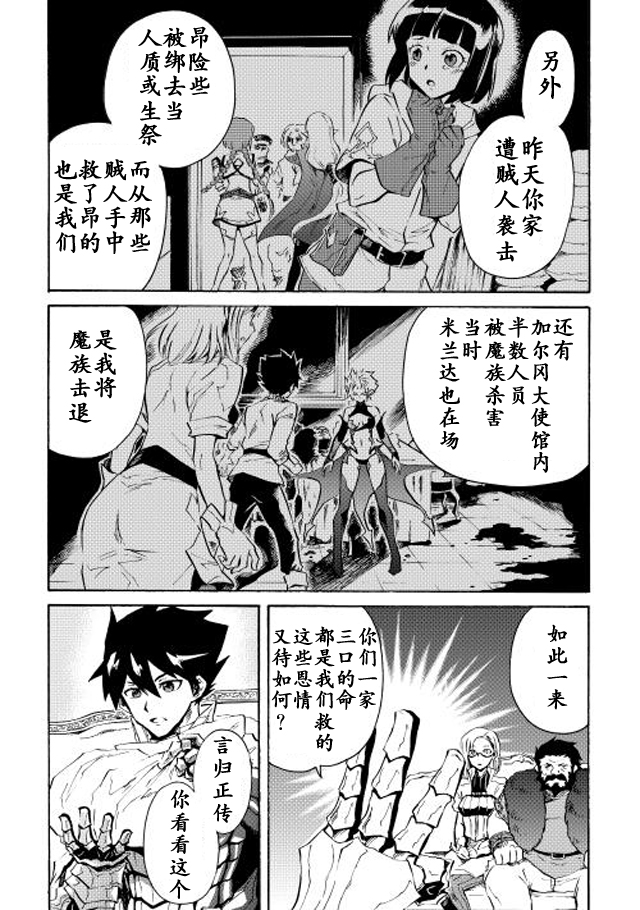 另外
昨天你家
遭贼人袭击
昂险些
被绑去当
人质或生祭
而从那些
贼人手中
救了昂的
也是我们
还有
加尔冈大使馆内
半数人员
被魔族杀害
当时
米兰达也在场
是我将
魔族击退
如此一来
你们一家
三口的命
都是我们救的
这些恩情
又待如何？
言归正传
你看看这个